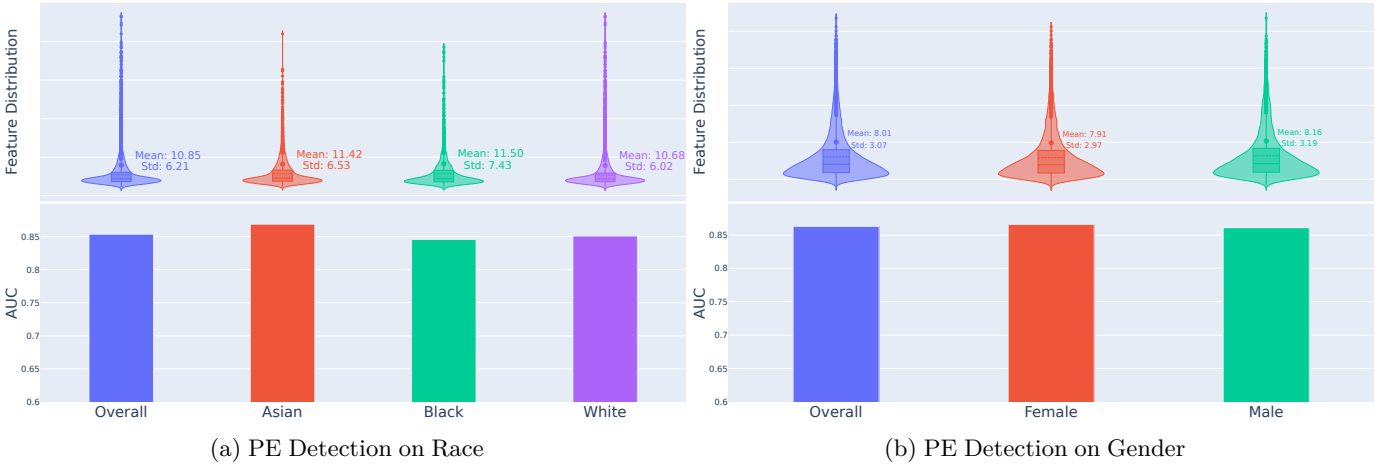 Feature Distribution
Mean: 10.85
Std: 6.21
Mean: 11.42
Std: 6.53
Mean: 11.50
Std: 7.43
Mean: 10.68
Std: 6.02
AUC
0.85
0.8
0.75
0.7
0.65
0.6
Overall
Asian
Black
White
(a) PE Detection on Race
Feature Distribution
Mean: 8.01
Std: 3.07
Mean: 7.91
Std: 2.97
Mean: 8.16
Std: 3.19
AUC
0.85
0.8
0.75
0.7
0.65
0.6
Overall
Female
Male
(b) PE Detection on Gender